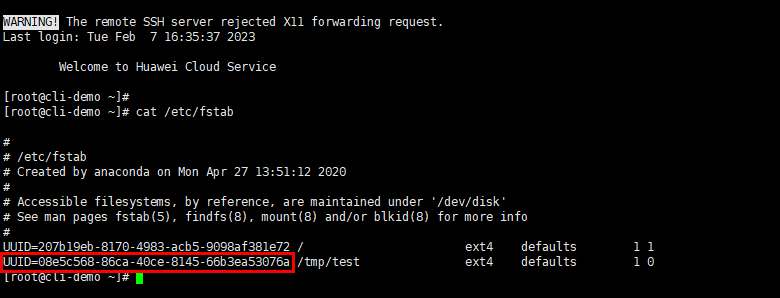 WARNING! The remote SSH server rejected X11 forwarding request.
Last login: Tue Feb  7 16:35:37 2023
Welcome to Huawei Cloud Service
[root@cli-demo ~]#
[root@cli-demo ~]# cat /etc/fstab
#
# /etc/fstab
# Created by anaconda on Mon Apr 27 13:51:12 2020
#
# Accessible filesystems, by reference, are maintained under '/dev/disk'
# See man pages fstab(5), findfs(8), mount(8) and/or blkid(8) for more info
#
UUID=207b19eb-8170-4983-acb5-9098af381e72 / ext4 defaults 1 1
UUID=08e5c568-86ca-40ce-8145-66b3ea53076a /tmp/test ext4 defaults 1 0
[root@cli-demo ~]#